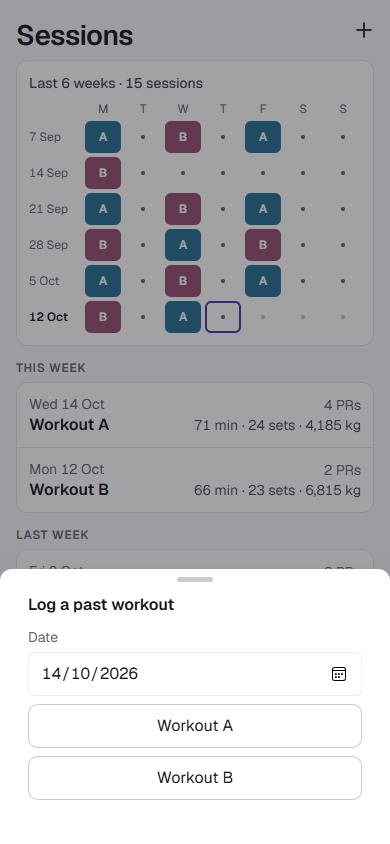 Sessions
Last 6 weeks · 15 sessions
M T W T F S S
7 Sep A B A
14 Sep B
21 Sep A B A
28 Sep B A B
5 Oct A B A
12 Oct B A
THIS WEEK
Wed 14 Oct 4 PRs
Workout A 71 min · 24 sets · 4,185 kg
Mon 12 Oct 2 PRs
Workout B 66 min · 23 sets · 6,815 kg
LAST WEEK
Log a past workout
Date
14/10/2026
Workout A
Workout B